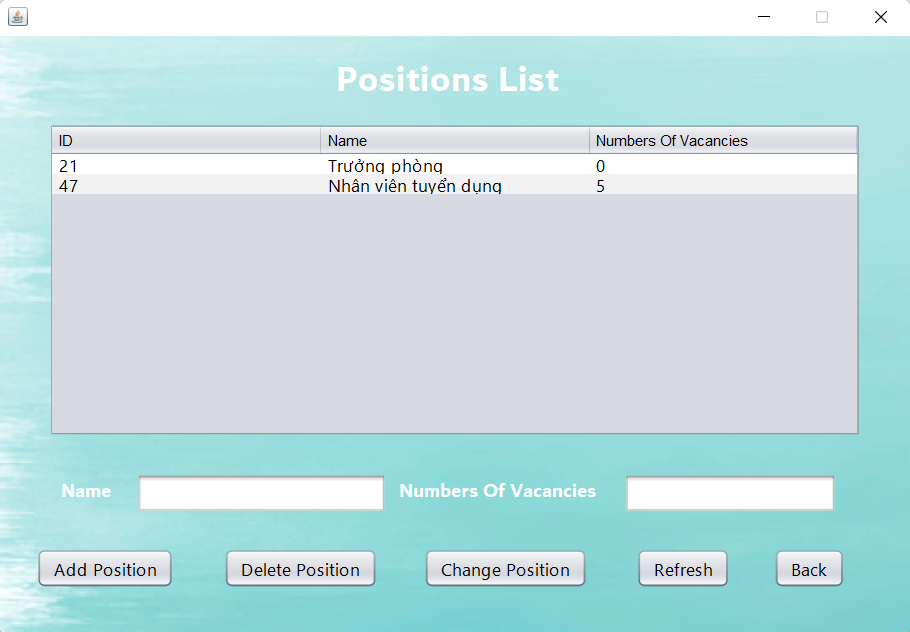 Positions List
ID Name Numbers Of Vacancies
21 Trưởng phòng 0
47 Nhân viên tuyển dụng 5
Name Numbers Of Vacancies
Add Position Delete Position Change Position Refresh Back